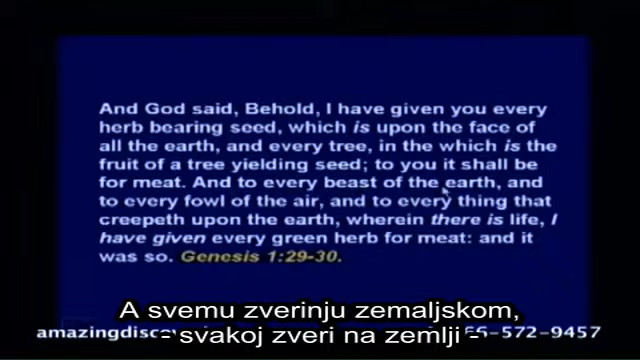 And God said, Behold, I have given you every
herb bearing seed, which is upon the face of
all the earth, and every tree, in the which is the
fruit of a tree yielding seed; to you it shall be
for meat. And to every beast of the earth, and
to every fowl of the air, and to every thing that
creepeth upon the earth, wherein there is life, I
have given every green herb for meat: and it
was so. Genesis 1:29-30.
A svemu zverinju zemaljskom,
- svakoj zveri na zemlji -
66-572-9457